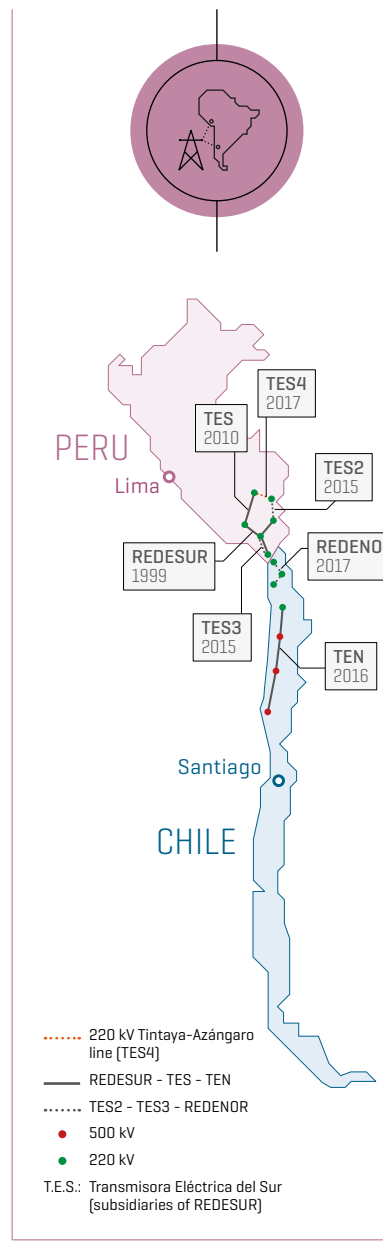 TES4
2017
TES
2010
PERU
TES2
2015
Lima
REDESUR
1999
REDENOR
2017
TES3
2015
TEN
2016
Santiago
CHILE
220 kV Tintaya-Azángaro
line (TES4)
REDESUR - TES - TEN
TES2 - TES3 - REDENOR
500 kV
220 kV
T.E.S.: Transmisora Eléctrica del Sur
(subsidiaries of REDESUR)